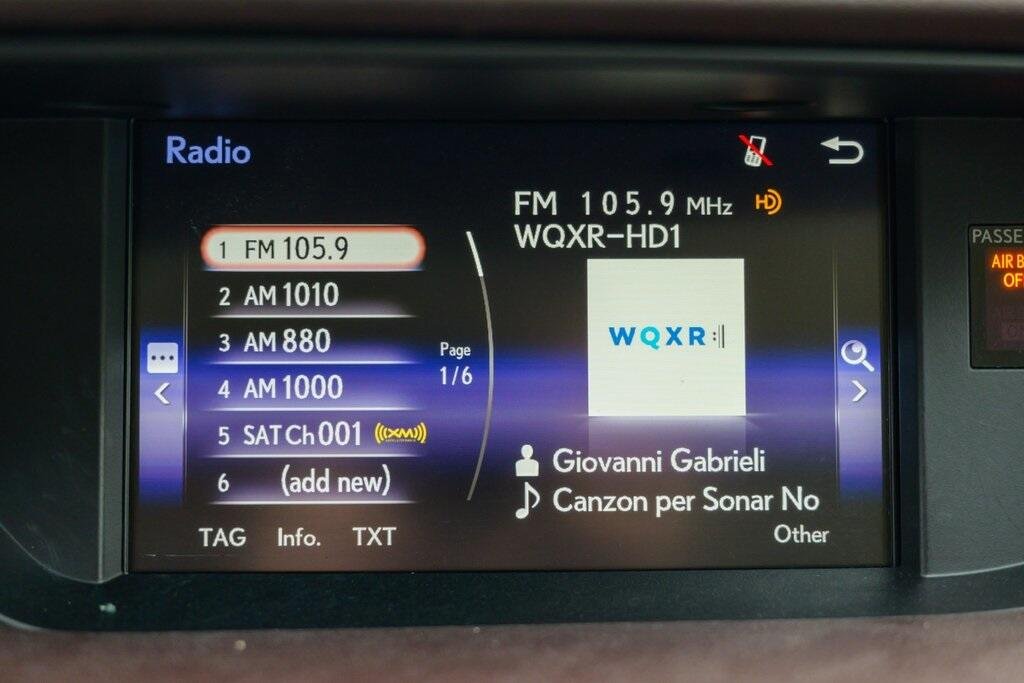 Radio
FM 105.9 MHz HD
WQXR-HD1
1 FM 105.9
2 AM 1010
3 AM 880
4 AM 1000
5 SAT Ch 001 ((XM))
6 (add new)
Page
1/6
WQXR
Giovanni Gabrieli
Canzon per Sonar No
TAG Info. TXT
Other
PASSE
AIR B
OF